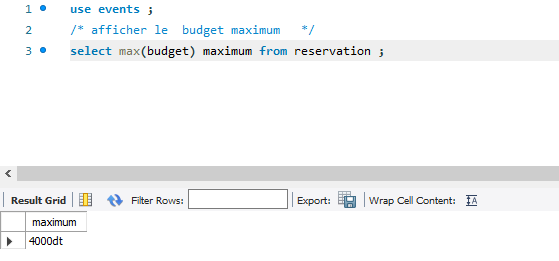 1 use events ;
2 /* afficher le  budget maximum   */
3 select max(budget) maximum from reservation ;
Result Grid Filter Rows: Export: Wrap Cell Content:
maximum
4000dt